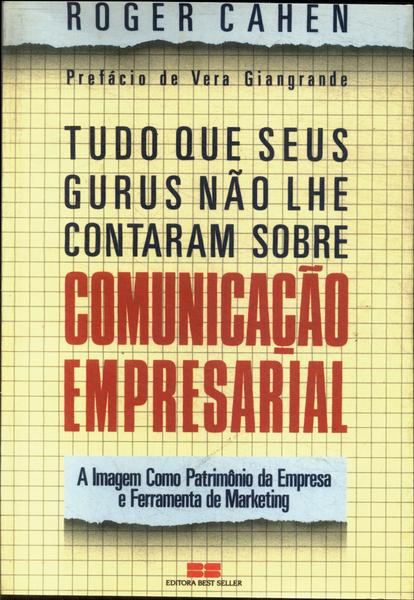 ROGER CAHEN
Prefácio de Vera Giangrande
TUDO QUE SEUS
GURUS NÃO LHE
CONTARAM SOBRE
COMUNICAÇÃO
EMPRESARIAL
A Imagem Como Patrimônio da Empresa
e Ferramenta de Marketing
BS
EDITORA BEST SELLER